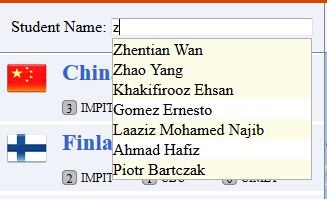 Student Name: z
Zhentian Wan
Zhao Yang
Khakifirooz Ehsan
Gomez Ernesto
Laaziz Mohamed Najib
Ahmad Hafiz
Piotr Bartczak
Chin
3 IMPIT
Finla
2 IMPIT 1